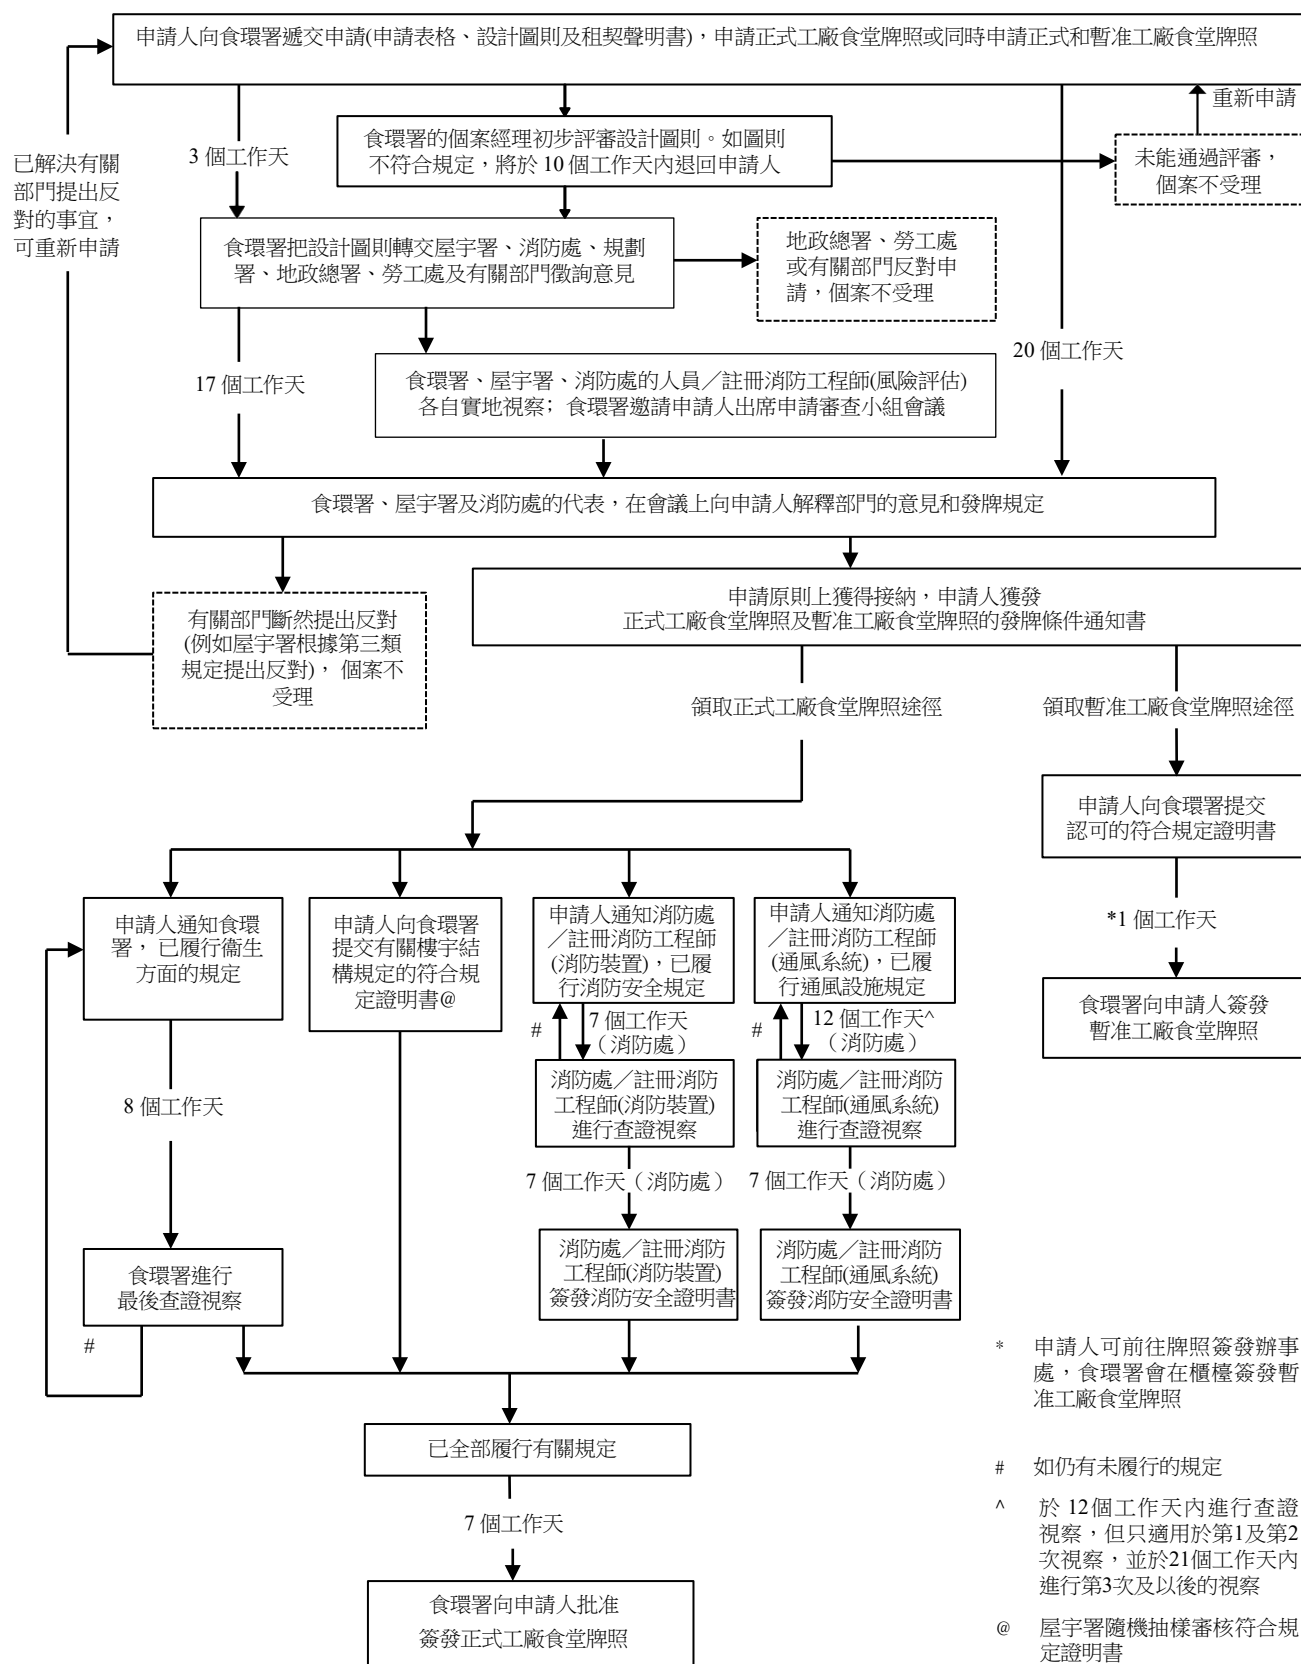 申請人向食環署遞交申請(申請表格、設計圖則及租契聲明書)，申請正式工廠食堂牌照或同時申請正式和暫准工廠食堂牌照
重新申請
3 個工作天
食環署的個案經理初步評審設計圖則。如圖則
不符合規定，將於 10 個工作天內退回申請人
未能通過評審，
個案不受理
已解決有關
部門提出反
對的事宜，
可重新申請
食環署把設計圖則轉交屋宇署、消防處、規劃
署、地政總署、勞工處及有關部門徵詢意見
地政總署、勞工處
或有關部門反對申
請，個案不受理
17 個工作天
20 個工作天
食環署、屋宇署、消防處的人員／註冊消防工程師(風險評估)
各自實地視察；食環署邀請申請人出席申請審查小組會議
食環署、屋宇署及消防處的代表，在會議上向申請人解釋部門的意見和發牌規定
有關部門斷然提出反對
(例如屋宇署根據第三類
規定提出反對)， 個案不
受理
申請原則上獲得接納，申請人獲發
正式工廠食堂牌照及暫准工廠食堂牌照的發牌條件通知書
領取正式工廠食堂牌照途徑
領取暫准工廠食堂牌照途徑
申請人向食環署提交
認可的符合規定證明書
*1 個工作天
食環署向申請人簽發
暫准工廠食堂牌照
申請人通知食環
署， 已履行衞生
方面的規定
申請人向食環署
提交有關樓宇結
構規定的符合規
定證明書@
申請人通知消防處
／註冊消防工程師
(消防裝置)，已履
行消防安全規定
申請人通知消防處
／註冊消防工程師
(通風系統)，已履
行通風設施規定
#
7 個工作天
（消防處）
#
12 個工作天^
（消防處）
8 個工作天
消防處／註冊消防
工程師(消防裝置)
進行查證視察
消防處／註冊消防
工程師(通風系統)
進行查證視察
7 個工作天（消防處）
7 個工作天（消防處）
食環署進行
最後查證視察
消防處／註冊消防
工程師(消防裝置)
簽發消防安全證明書
消防處／註冊消防
工程師(通風系統)
簽發消防安全證明書
#
已全部履行有關規定
7 個工作天
食環署向申請人批准
簽發正式工廠食堂牌照
* 申請人可前往牌照簽發辦事
處，食環署會在櫃檯簽發暫
准工廠食堂牌照
# 如仍有未履行的規定
^ 於 12個工作天內進行查證
視察，但只適用於第1及第2
次視察，並於21個工作天內
進行第3次及以後的視察
@ 屋宇署隨機抽樣審核符合規
定證明書